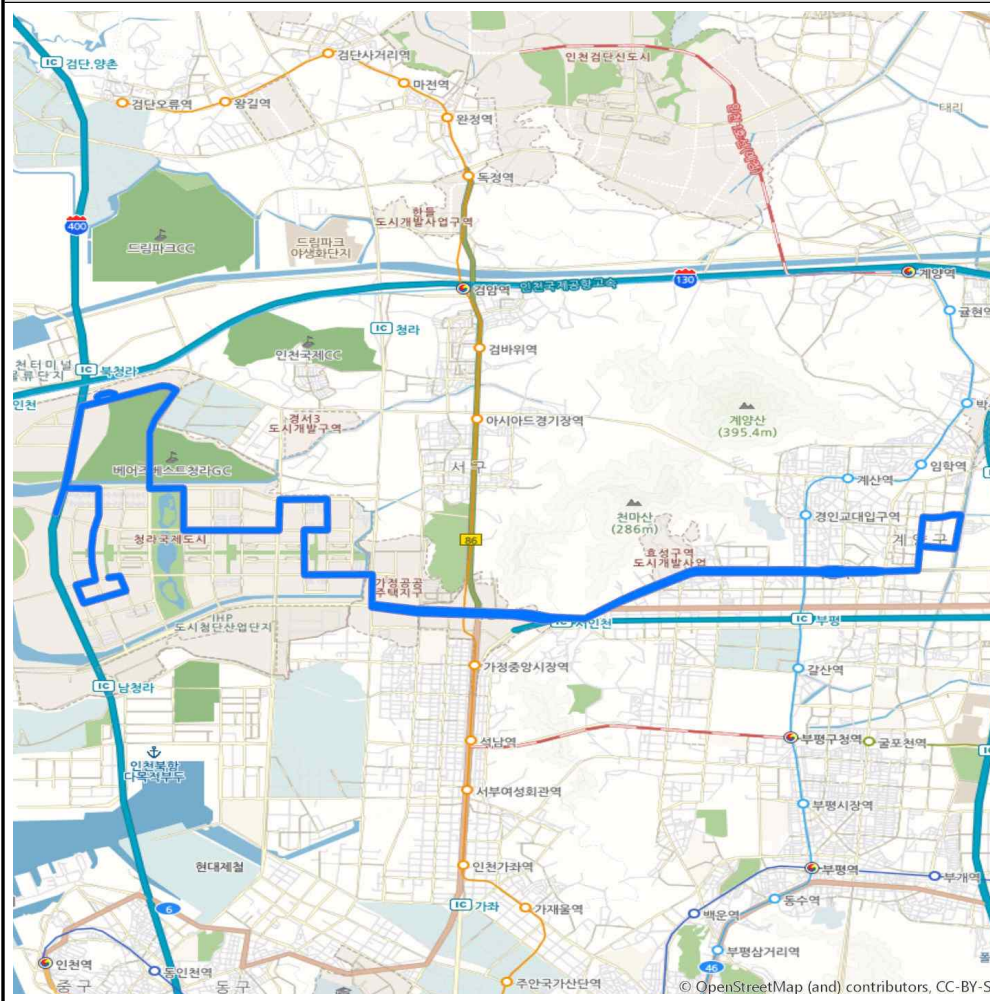 검단사거리역
IC 검단.양촌
인천검단신도시
마전역
검단오류역
왕길역
완정역
태리
독정역
한들
도시개발사업구역
400
드림파크CC
드림파크
야생화단지
계양역
검암역
인천국제공항고속
130
귤현역
IC 청라
검바위역
인천국제CC
천터미널
물류단지
IC 북청라
인천
경서3
도시개발구역
아시아드경기장역
계양산
(395.4m)
박
임학역
베어즈베스트청라GC
서구
계산역
천마산
(286m)
경인교대입구역
청라국제도시
86
계양구
효성구역
도시개발사업
가정공공
주택지구
IHP
도시첨단산업단지
IC 서인천
IC 부평
가정중앙시장역
갈산역
IC 남청라
석남역
부평구청역
굴포천역
IC
인천북항
다목적부두
서부여성회관역
부평시장역
현대제철
인천가좌역
부평역
부개역
6
IC 가좌
가재울역
동수역
백운역
부평삼거리역
인천역
동인천역
46
중구
동구
주안국가산단역
© OpenStreetMap (and) contributors, CC-BY-S